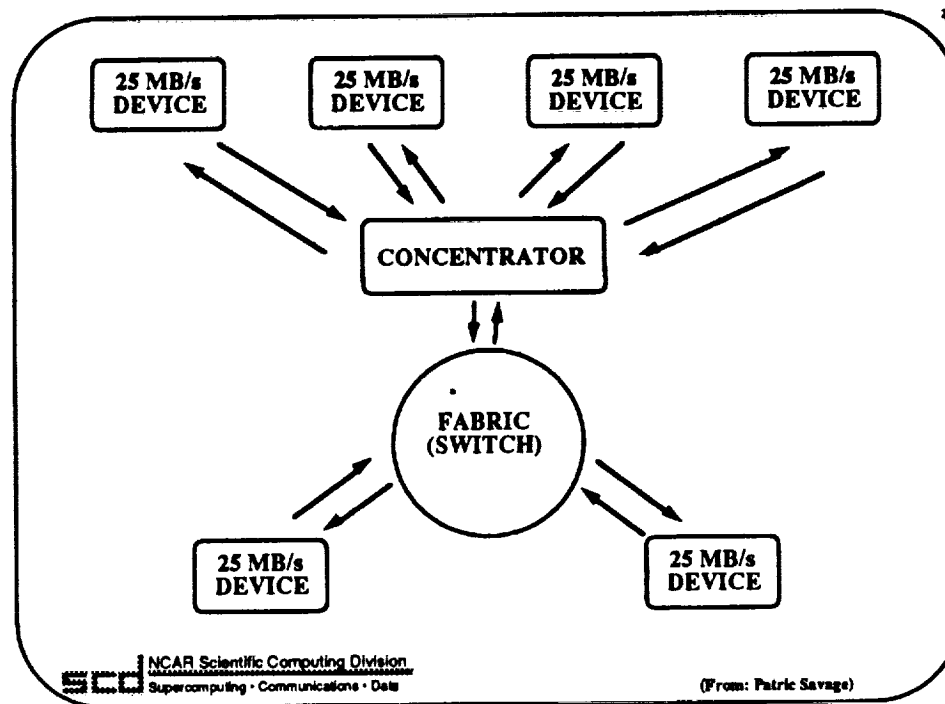 25 MB/s
DEVICE
25 MB/s
DEVICE
25 MB/s
DEVICE
25 MB/s
DEVICE
CONCENTRATOR
FABRIC
(SWITCH)
25 MB/s
DEVICE
25 MB/s
DEVICE
SCD
NCAR Scientific Computing Division
Supercomputing • Communications • Data
(From: Patric Savage)